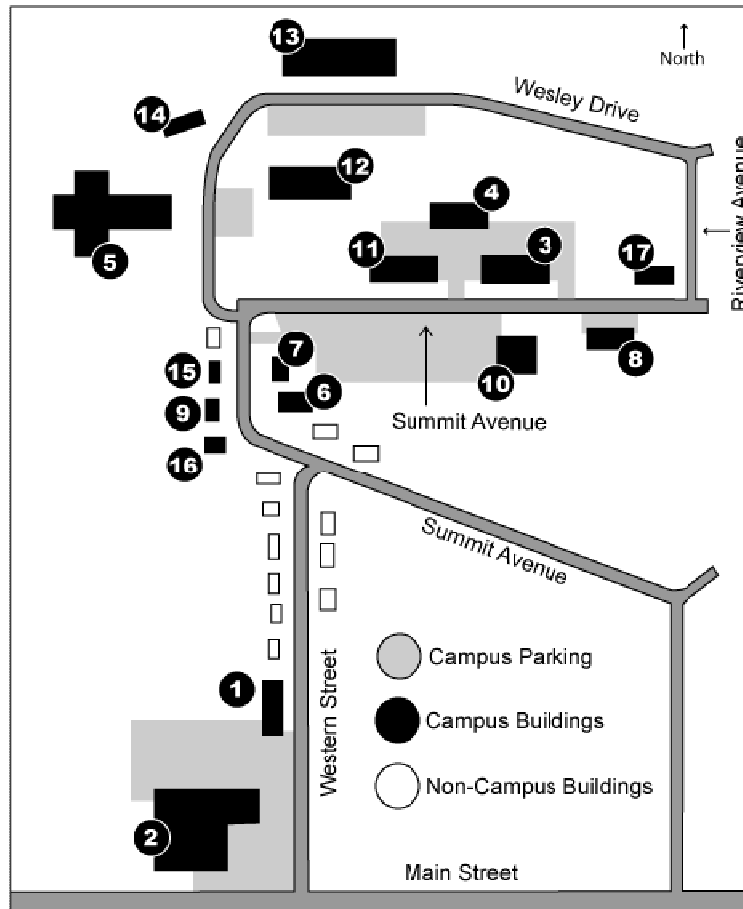 13
North
Wesley Drive
14
Riverview Avenue
12
4
5
11
3
17
7
8
15
10
6
9
Summit Avenue
16
Summit Avenue
Campus Parking
1
Western Street
Campus Buildings
Non-Campus Buildings
2
Main Street